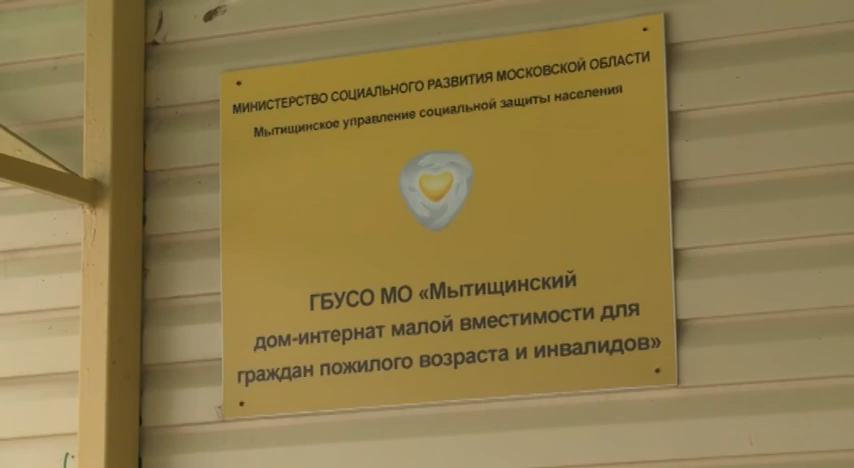 МИНИСТЕРСТВО СОЦИАЛЬНОГО РАЗВИТИЯ МОСКОВСКОЙ ОБЛАСТИ
Мытищинское управление социальной защиты населения
ГБУСО МО «Мытищинский
дом-интернат малой вместимости для
граждан пожилого возраста и инвалидов»